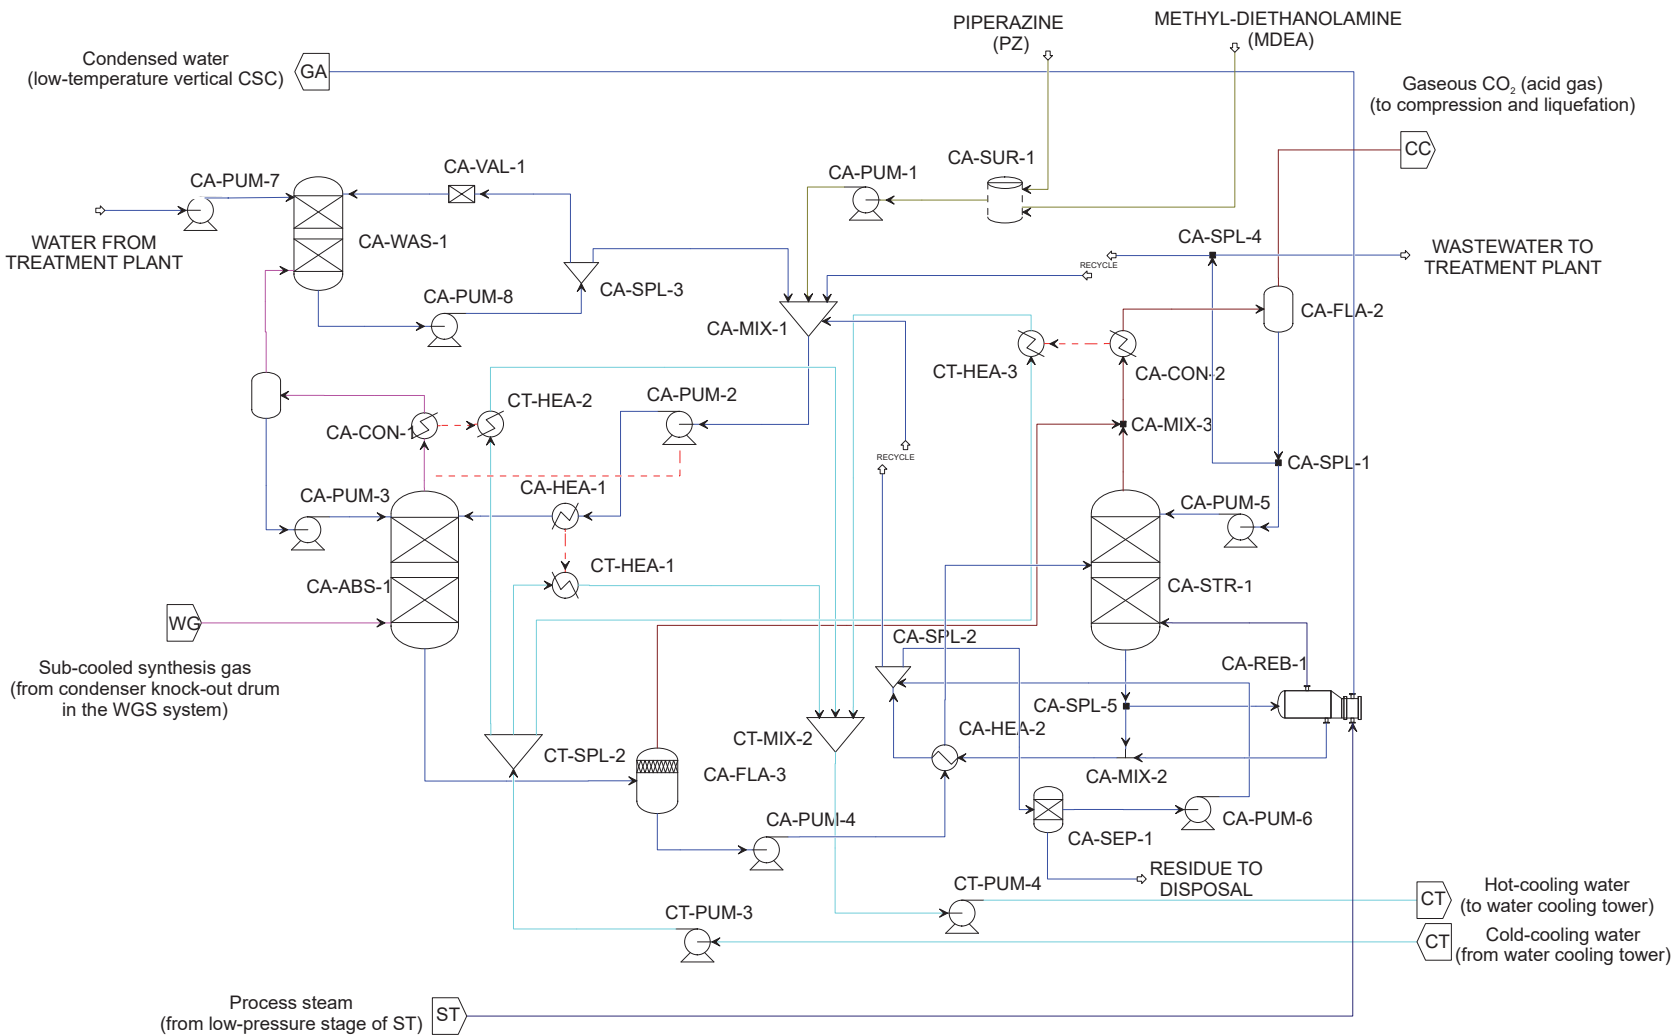 PIPERAZINE
(PZ)
METHYL-DIETHANOLAMINE
(MDEA)
Condensed water
(low-temperature vertical CSC)
GA
Gaseous CO₂ (acid gas)
(to compression and liquefation)
CC
CA-VAL-1
CA-PUM-7
CA-PUM-1
CA-SUR-1
WATER FROM
TREATMENT PLANT
CA-WAS-1
CA-SPL-4
WASTEWATER TO
TREATMENT PLANT
RECYCLE
CA-PUM-8
CA-SPL-3
CA-MIX-1
CA-FLA-2
CT-HEA-3
CA-CON-2
CT-HEA-2
CA-PUM-2
CA-CON-1
CA-MIX-3
RECYCLE
CA-SPL-1
CA-PUM-3
CA-HEA-1
CA-PUM-5
CT-HEA-1
CA-ABS-1
CA-STR-1
WG
CA-SPL-2
Sub-cooled synthesis gas
(from condenser knock-out drum
in the WGS system)
CA-REB-1
CA-SPL-5
CT-SPL-2
CT-MIX-2
CA-HEA-2
CA-FLA-3
CA-MIX-2
CA-PUM-4
CA-SEP-1
CA-PUM-6
RESIDUE TO
DISPOSAL
CT-PUM-4
CT
Hot-cooling water
(to water cooling tower)
CT-PUM-3
CT
Cold-cooling water
(from water cooling tower)
Process steam
(from low-pressure stage of ST)
ST